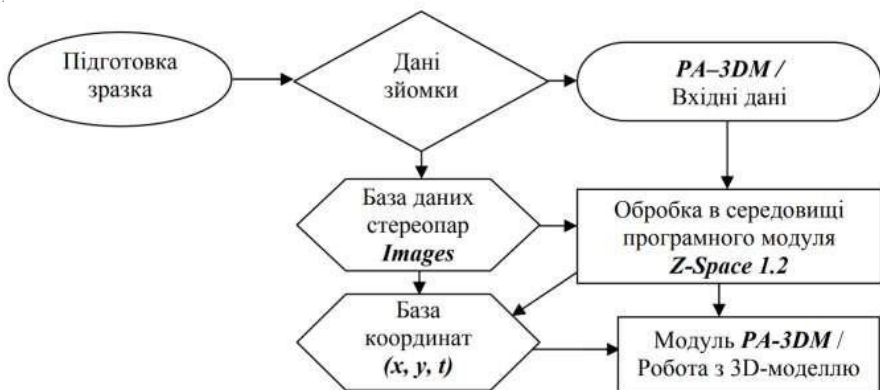 Підготовка
зразка
Дані
зйомки
PA–3DM /
Вхідні дані
База даних
стереопар
Images
Обробка в середовищі
програмного модуля
Z-Space 1.2
База
координат
(x, y, t)
Модуль PA-3DM /
Робота з 3D-моделлю